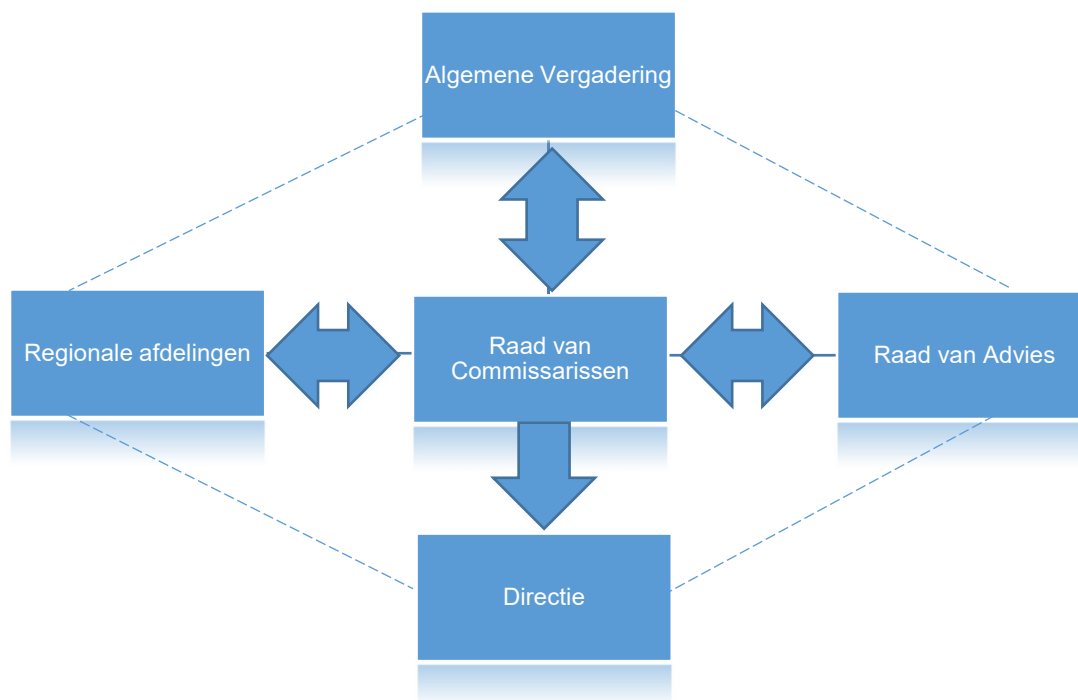 Algemene Vergadering
Regionale afdelingen
Raad van
Commissarissen
Raad van Advies
Directie